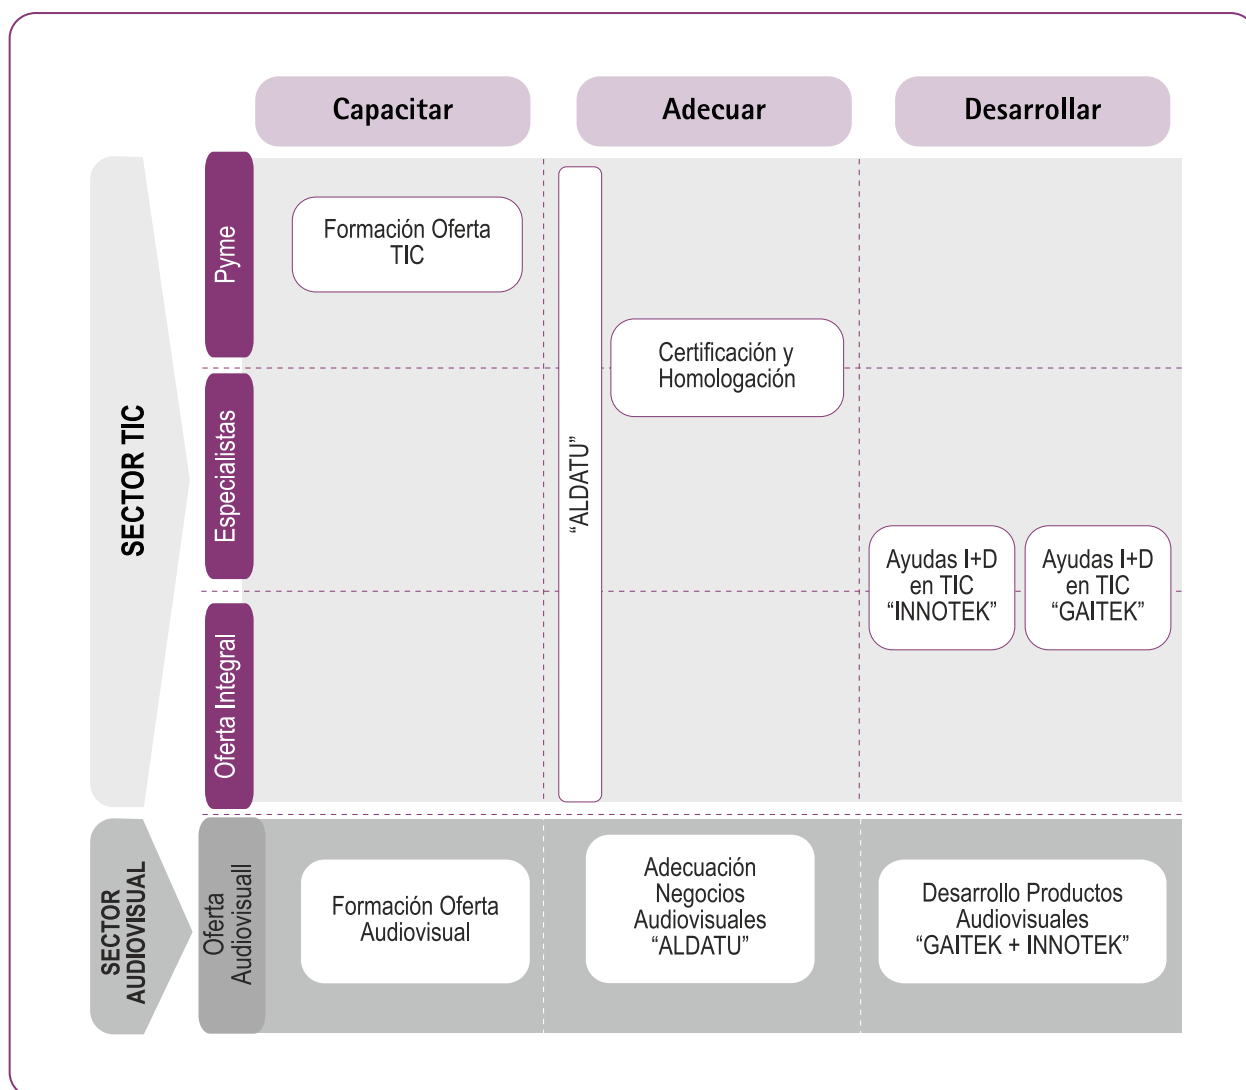 Capacitar
Adecuar
Desarrollar
SECTOR TIC
Pyme
Especialistas
Oferta Integral
Formación Oferta
TIC
“ALDATU”
Certificación y
Homologación
Ayudas I+D
en TIC
“INNOTEK”
Ayudas I+D
en TIC
“GAITEK”
SECTOR
AUDIOVISUAL
Oferta
Audiovisuall
Formación Oferta
Audiovisual
Adecuación
Negocios
Audiovisuales
“ALDATU”
Desarrollo Productos
Audiovisuales
“GAITEK + INNOTEK”